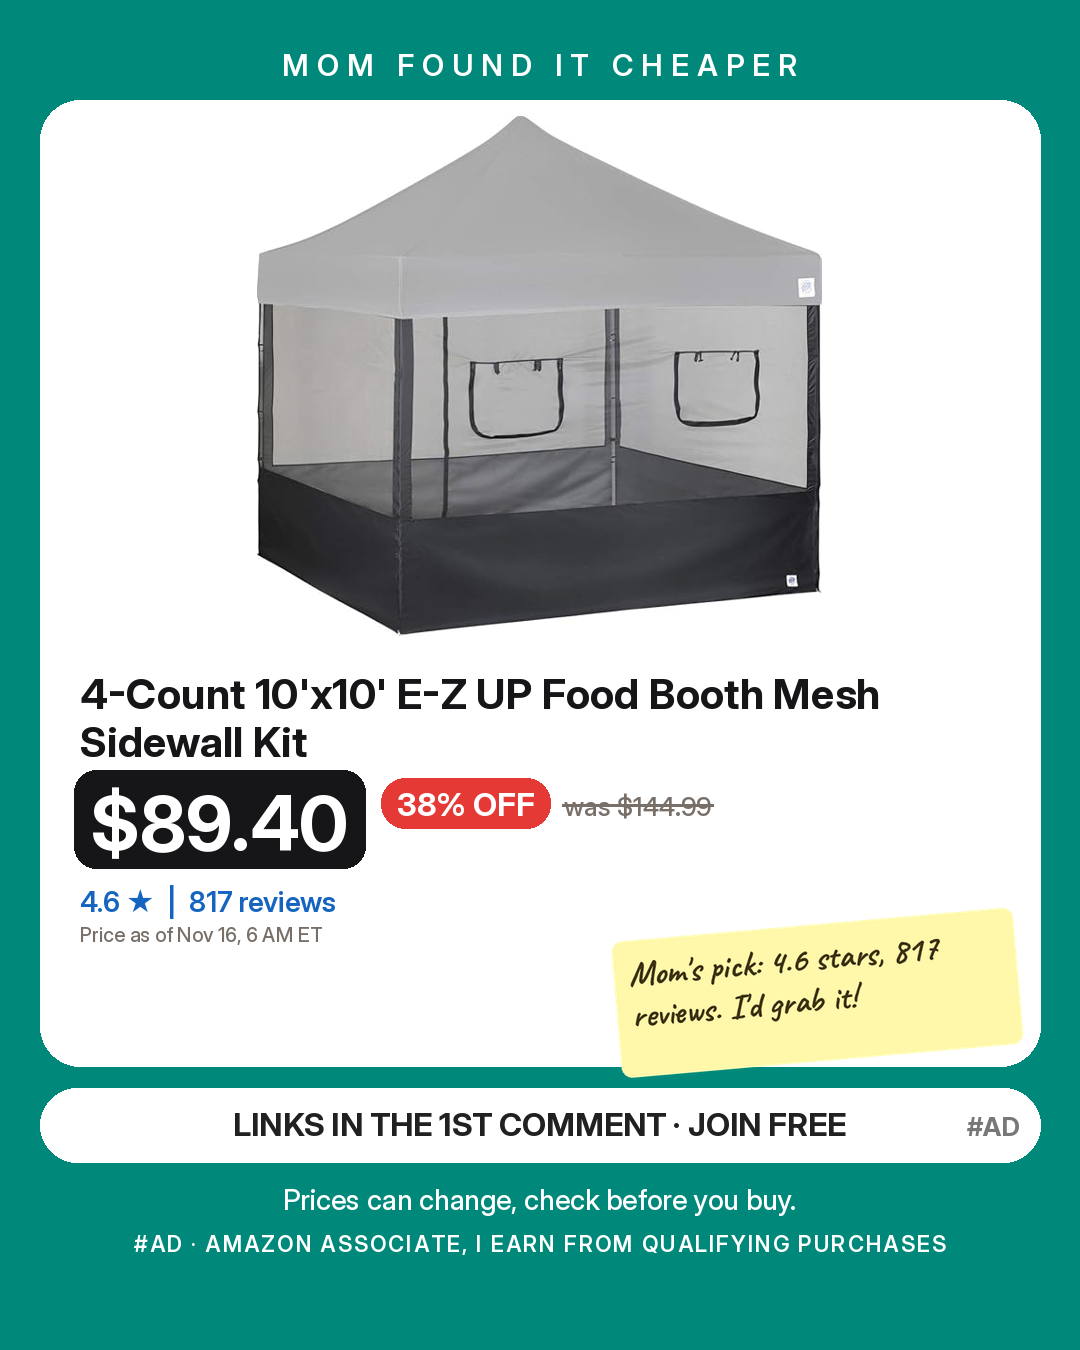 MOM FOUND IT CHEAPER
4-Count 10'x10' E-Z UP Food Booth Mesh
Sidewall Kit
$89.40
38% OFF
was $144.99
4.6 ★ | 817 reviews
Price as of Nov 16, 6 AM ET
Mom's pick: 4.6 stars, 817
reviews. I'd grab it!
LINKS IN THE 1ST COMMENT · JOIN FREE
#AD
Prices can change, check before you buy.
#AD · AMAZON ASSOCIATE, I EARN FROM QUALIFYING PURCHASES